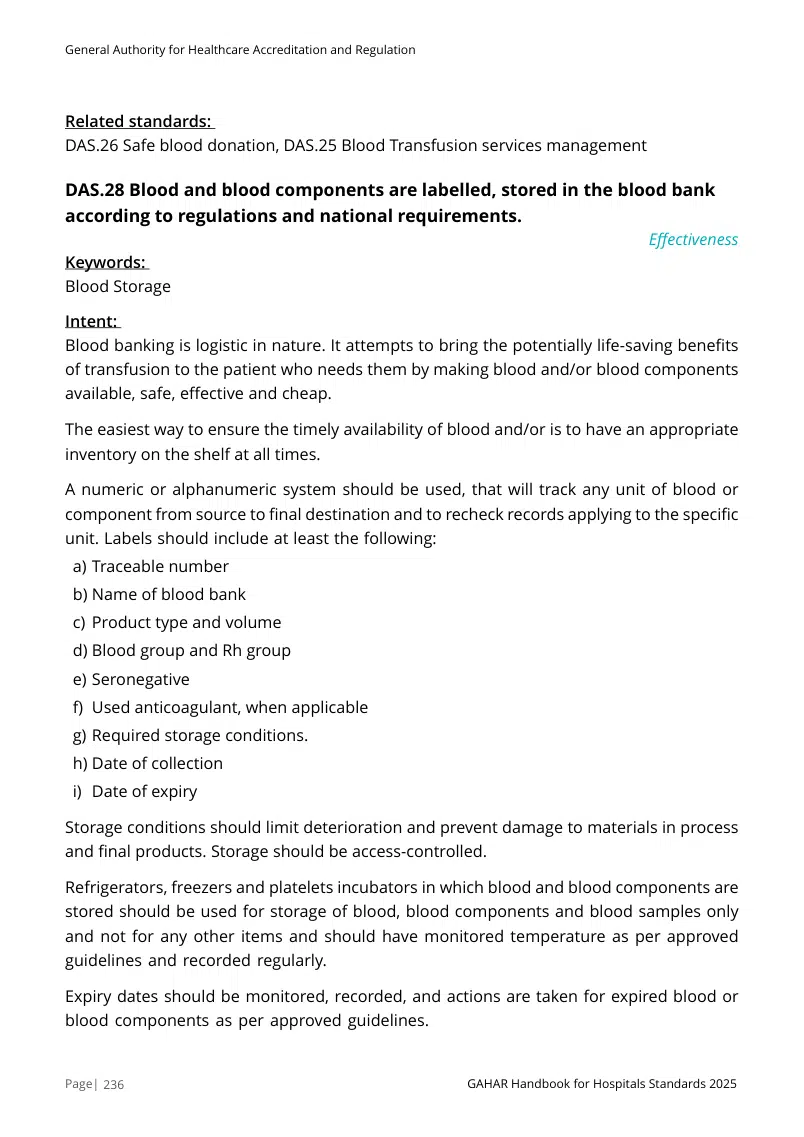 General Authority for Healthcare Accreditation and Regulation
Related standards:
DAS.26 Safe blood donation, DAS.25 Blood Transfusion services management
DAS.28 Blood and blood components are labelled, stored in the blood bank
according to regulations and national requirements.
Effectiveness
Keywords:
Blood Storage
Intent:
Blood banking is logistic in nature. It attempts to bring the potentially life-saving benefits
of transfusion to the patient who needs them by making blood and/or blood components
available, safe, effective and cheap.
The easiest way to ensure the timely availability of blood and/or is to have an appropriate
inventory on the shelf at all times.
A numeric or alphanumeric system should be used, that will track any unit of blood or
component from source to final destination and to recheck records applying to the specific
unit. Labels should include at least the following:
a) Traceable number
b) Name of blood bank
c) Product type and volume
d) Blood group and Rh group
e) Seronegative
f) Used anticoagulant, when applicable
g) Required storage conditions.
h) Date of collection
i) Date of expiry
Storage conditions should limit deterioration and prevent damage to materials in process
and final products. Storage should be access-controlled.
Refrigerators, freezers and platelets incubators in which blood and blood components are
stored should be used for storage of blood, blood components and blood samples only
and not for any other items and should have monitored temperature as per approved
guidelines and recorded regularly.
Expiry dates should be monitored, recorded, and actions are taken for expired blood or
blood components as per approved guidelines.
Page| 236
GAHAR Handbook for Hospitals Standards 2025